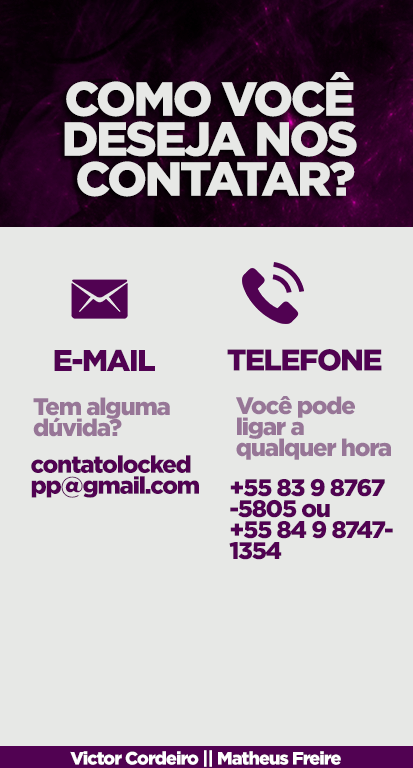 COMO VOCÊ
DESEJA NOS
CONTATAR?
E-MAIL
Tem alguma
dúvida?
contatolocked
pp@gmail.com
TELEFONE
Você pode
ligar a
qualquer hora
+55 83 9 8767
-5805 ou
+55 84 9 8747-
1354
Victor Cordeiro || Matheus Freire